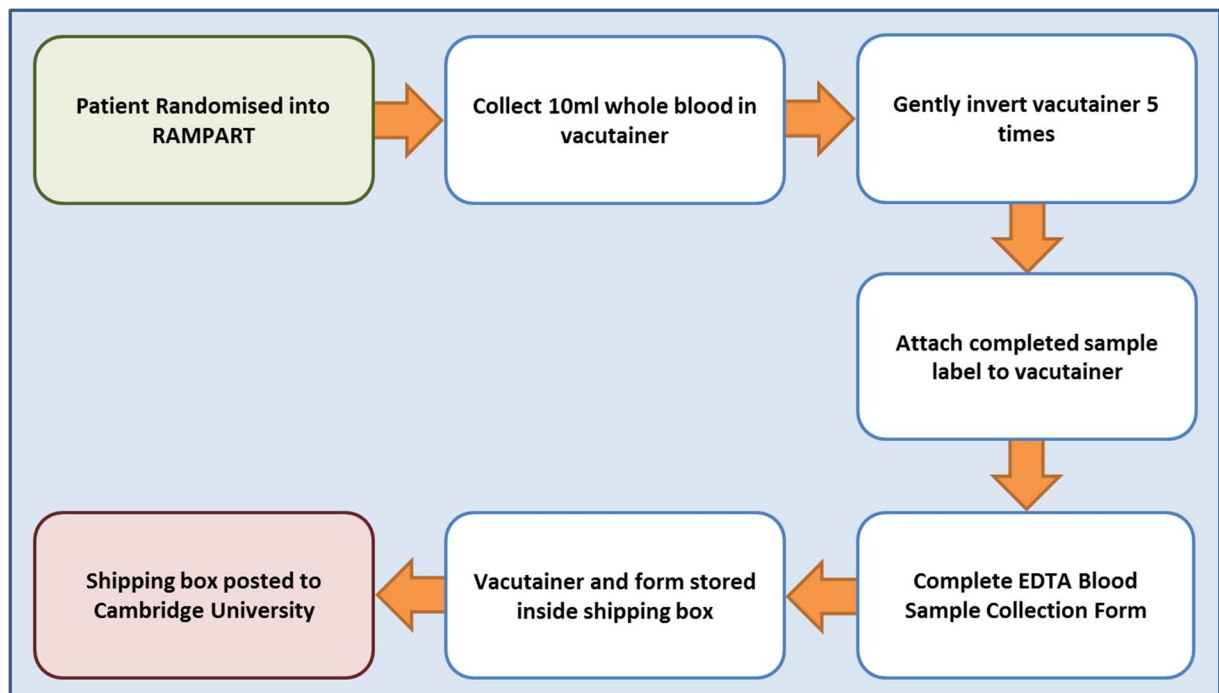 Patient Randomised into
RAMPART
Collect 10ml whole blood in
vacutainer
Gently invert vacutainer 5
times
Attach completed sample
label to vacutainer
Complete EDTA Blood
Sample Collection Form
Vacutainer and form stored
inside shipping box
Shipping box posted to
Cambridge University